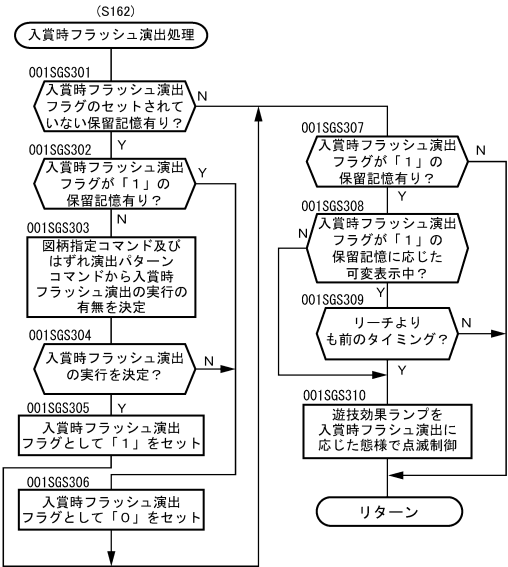 (S162)
入賞時フラッシュ演出処理
001SGS301
入賞時フラッシュ演出
フラグのセットされて
いない保留記憶有り？
N
Y
001SGS302
入賞時フラッシュ演出
フラグが「１」の
保留記憶有り？
Y
N
001SGS303
図柄指定コマンド及び
はずれ演出パターン
コマンドから入賞時
フラッシュ演出の実行の
有無を決定
001SGS304
入賞時フラッシュ演出
の実行を決定？
N
Y
001SGS305
入賞時フラッシュ演出
フラグとして「１」をセット
001SGS306
入賞時フラッシュ演出
フラグとして「０」をセット
001SGS307
入賞時フラッシュ演出
フラグが「１」の
保留記憶有り？
N
Y
001SGS308
入賞時フラッシュ演出
フラグが「１」の
保留記憶に応じた
可変表示中？
N
Y
001SGS309
リーチより
も前のタイミング？
N
Y
001SGS310
遊技効果ランプを
入賞時フラシュ演出に
応じた態様で点滅制御
リターン